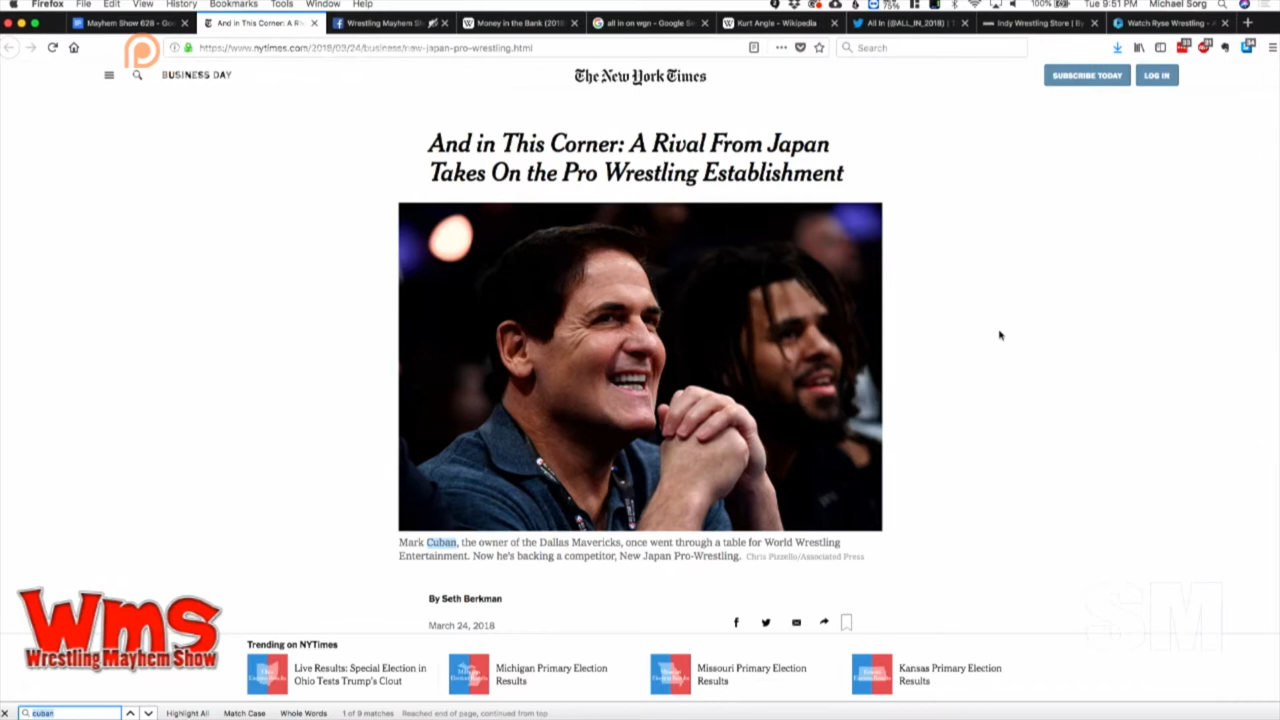 Firefox File Edit View History Bookmarks Tools Window Help 100% Tue 9:51 PM Michael Sorg
Mayhem Show 628 - Go
And in This Corner: A R
Wrestling Mayhem S
Money in the Bank (201
all in on wgn - Google Se
Kurt Angle - Wikipedia
All In (@ALL_IN_2018) | T
Indy Wrestling Store | By
Watch Ryse Wrestling - A
https://www.nytimes.com/2018/03/24/business/new-japan-pro-wrestling.html
Search
BUSINESS DAY
The New York Times
SUBSCRIBE TODAY
LOG IN
And in This Corner: A Rival From Japan
Takes On the Pro Wrestling Establishment
Mark Cuban, the owner of the Dallas Mavericks, once went through a table for World Wrestling
Entertainment. Now he's backing a competitor, New Japan Pro-Wrestling. Chris Pizzello/Associated Press
By Seth Berkman
March 24, 2018
SM
WMS
Wrestling Mayhem Show
Trending on NYTimes
Live Results: Special Election in
Ohio Tests Trump's Clout
Michigan Primary Election
Results
Missouri Primary Election
Results
Kansas Primary Election
Results
cuban
Highlight All Match Case Whole Words 1 of 9 matches Reached end of page, continued from top